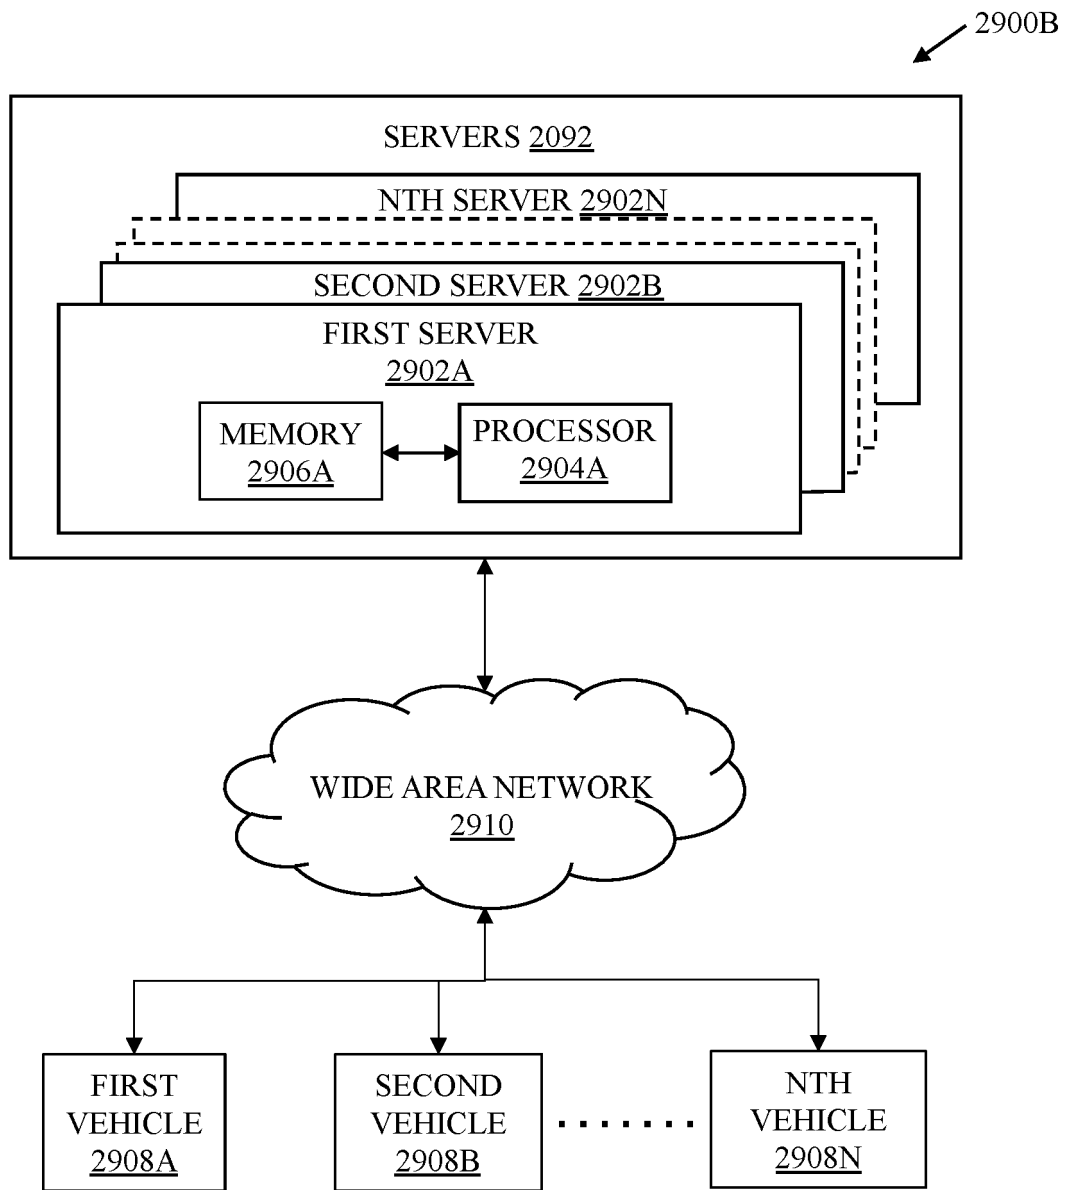 2900B
SERVERS 2092
NTH SERVER 2902N
SECOND SERVER 2902B
FIRST SERVER
2902A
MEMORY
2906A
PROCESSOR
2904A
WIDE AREA NETWORK
2910
FIRST
VEHICLE
2908A
SECOND
VEHICLE
2908B
NTH
VEHICLE
2908N